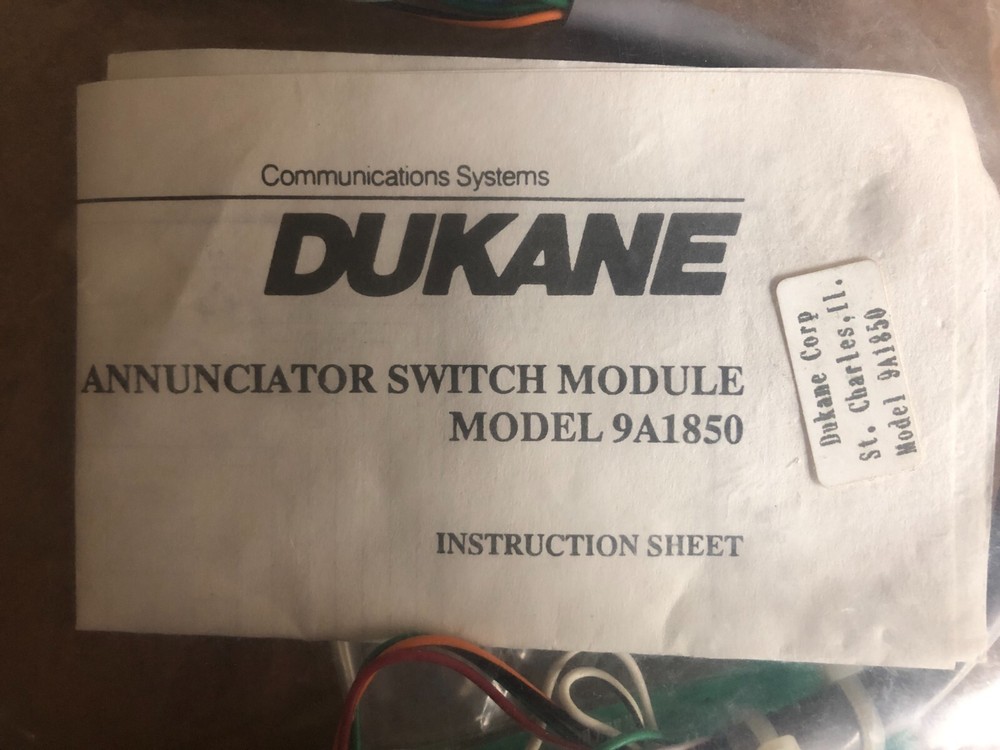 Communications Systems
DUKANE
ANNUNCIATOR SWITCH MODULE
MODEL 9A1850
INSTRUCTION SHEET
Dukane Corp
St. Charles,Il.
Model 9A1850